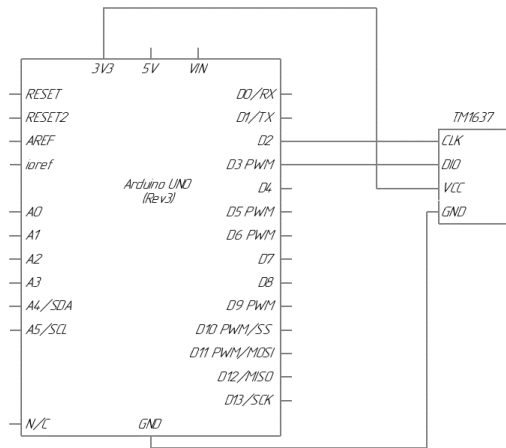 3V3 5V VIN
RESET D0/RX
RESET2 D1/TX
AREF D2
ioref D3 PWM
D4
Arduino UNO
(Rev3)
A0 D5 PWM
A1 D6 PWM
A2 D7
A3 D8
A4/SDA D9 PWM
A5/SCL D10 PWM/SS
D11 PWM/MOSI
D12/MISO
D13/SCK
N/C GND
TM1637
CLK
DIO
VCC
GND